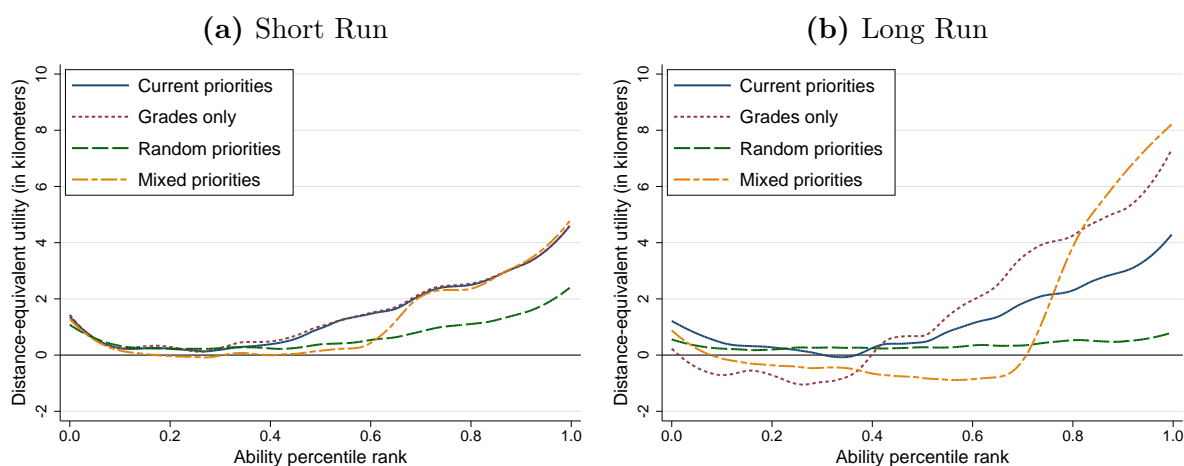 (a) Short Run
Distance-equivalent utility (in kilometers)
10
8
6
4
2
0
-2
Current priorities
Grades only
Random priorities
Mixed priorities
0.0 0.2 0.4 0.6 0.8 1.0
Ability percentile rank
(b) Long Run
Distance-equivalent utility (in kilometers)
10
8
6
4
2
0
-2
Current priorities
Grades only
Random priorities
Mixed priorities
0.0 0.2 0.4 0.6 0.8 1.0
Ability percentile rank